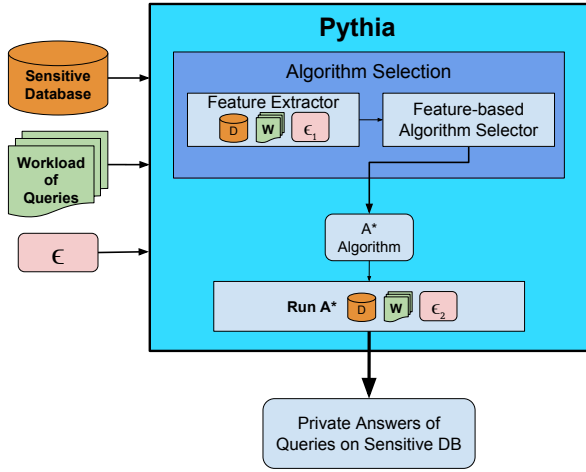 Pythia
Sensitive
Database
Algorithm Selection
Feature Extractor
D
W
ϵ1
Feature-based
Algorithm Selector
Workload
of
Queries
A*
Algorithm
ϵ
Run A*
D
W
ϵ2
Private Answers of
Queries on Sensitive DB